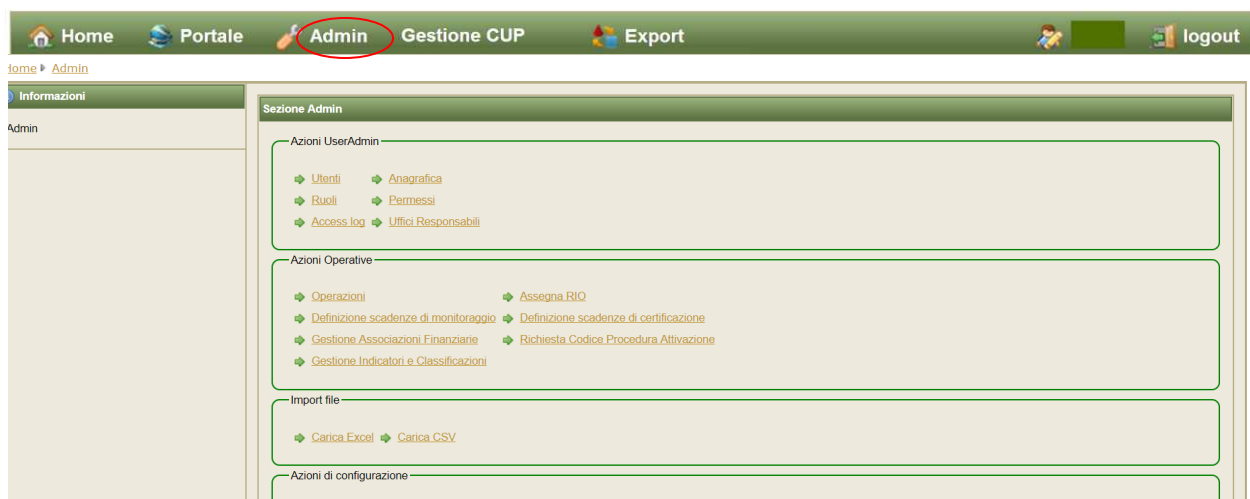 Home Portale Admin Gestione CUP Export logout
Home Admin
Informazioni
Admin
Sezione Admin
Azioni UserAdmin
Utenti Anagrafica
Ruoli Permessi
Access log Uffici Responsabili
Azioni Operative
Operazioni Assegna RIO
Definizione scadenze di monitoraggio Definizione scadenze di certificazione
Gestione Associazioni Finanziarie Richiesta Codice Procedura Attivazione
Gestione Indicatori e Classificazioni
Import file
Carica Excel Carica CSV
Azioni di configurazione